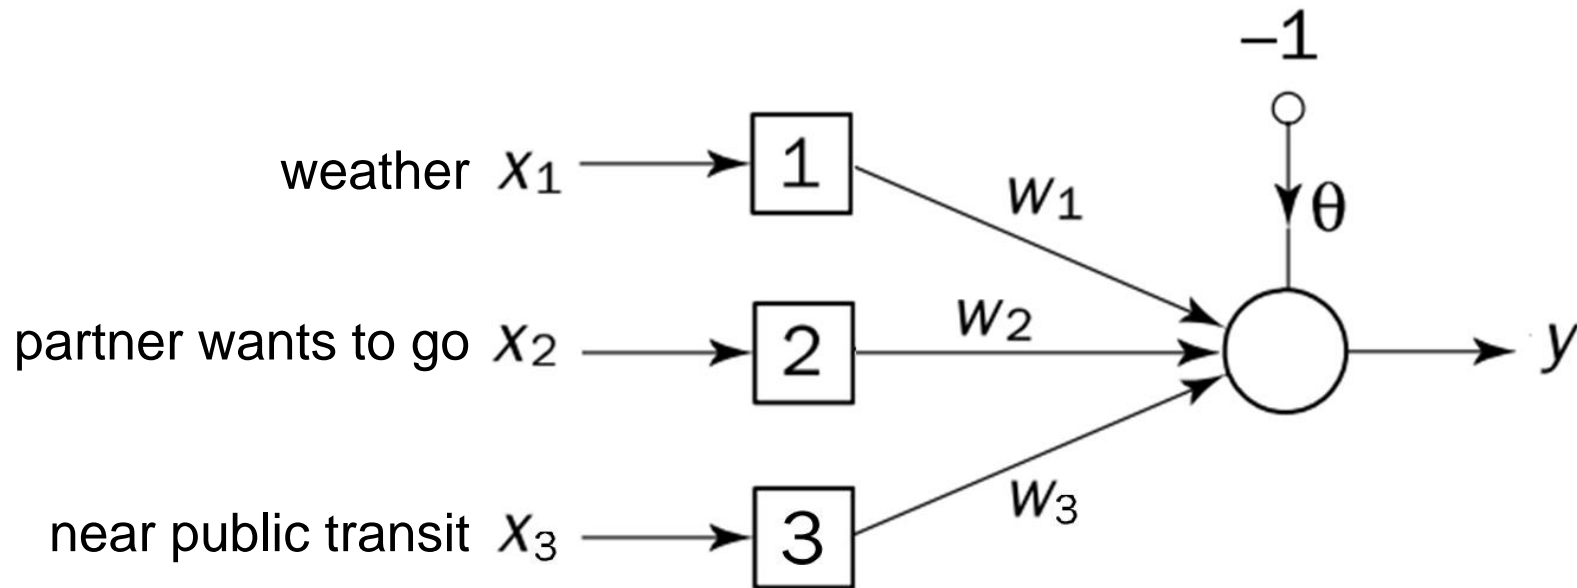 −1
weather x₁ 1 w₁ θ
partner wants to go x₂ 2 w₂ y
near public transit x₃ 3 w₃